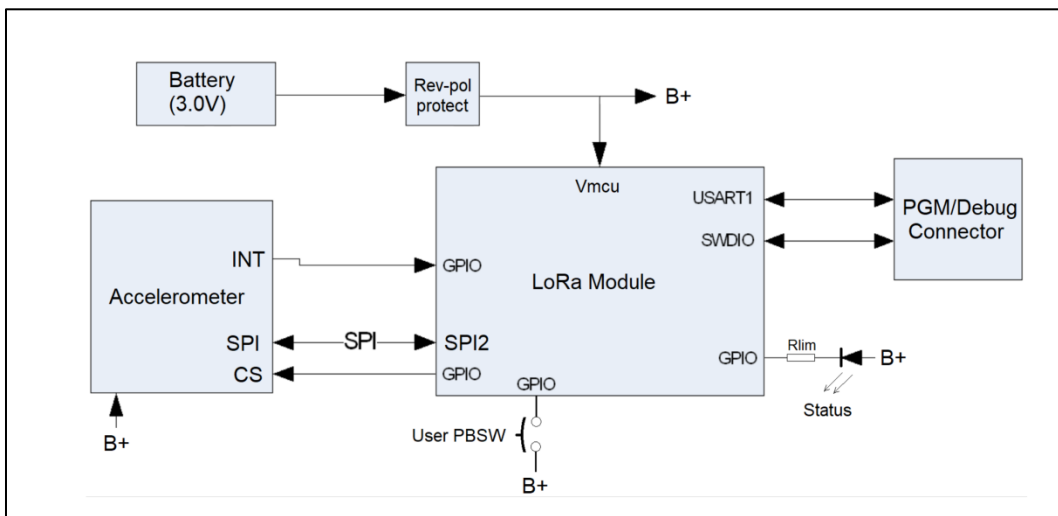 Battery
(3.0V)
Rev-pol
protect
B+
Vmcu
USART1
SWDIO
PGM/Debug
Connector
INT
GPIO
Accelerometer
LoRa Module
SPI
SPI
SPI2
CS
GPIO
GPIO
Rlim
B+
Status
GPIO
User PBSW
B+
B+